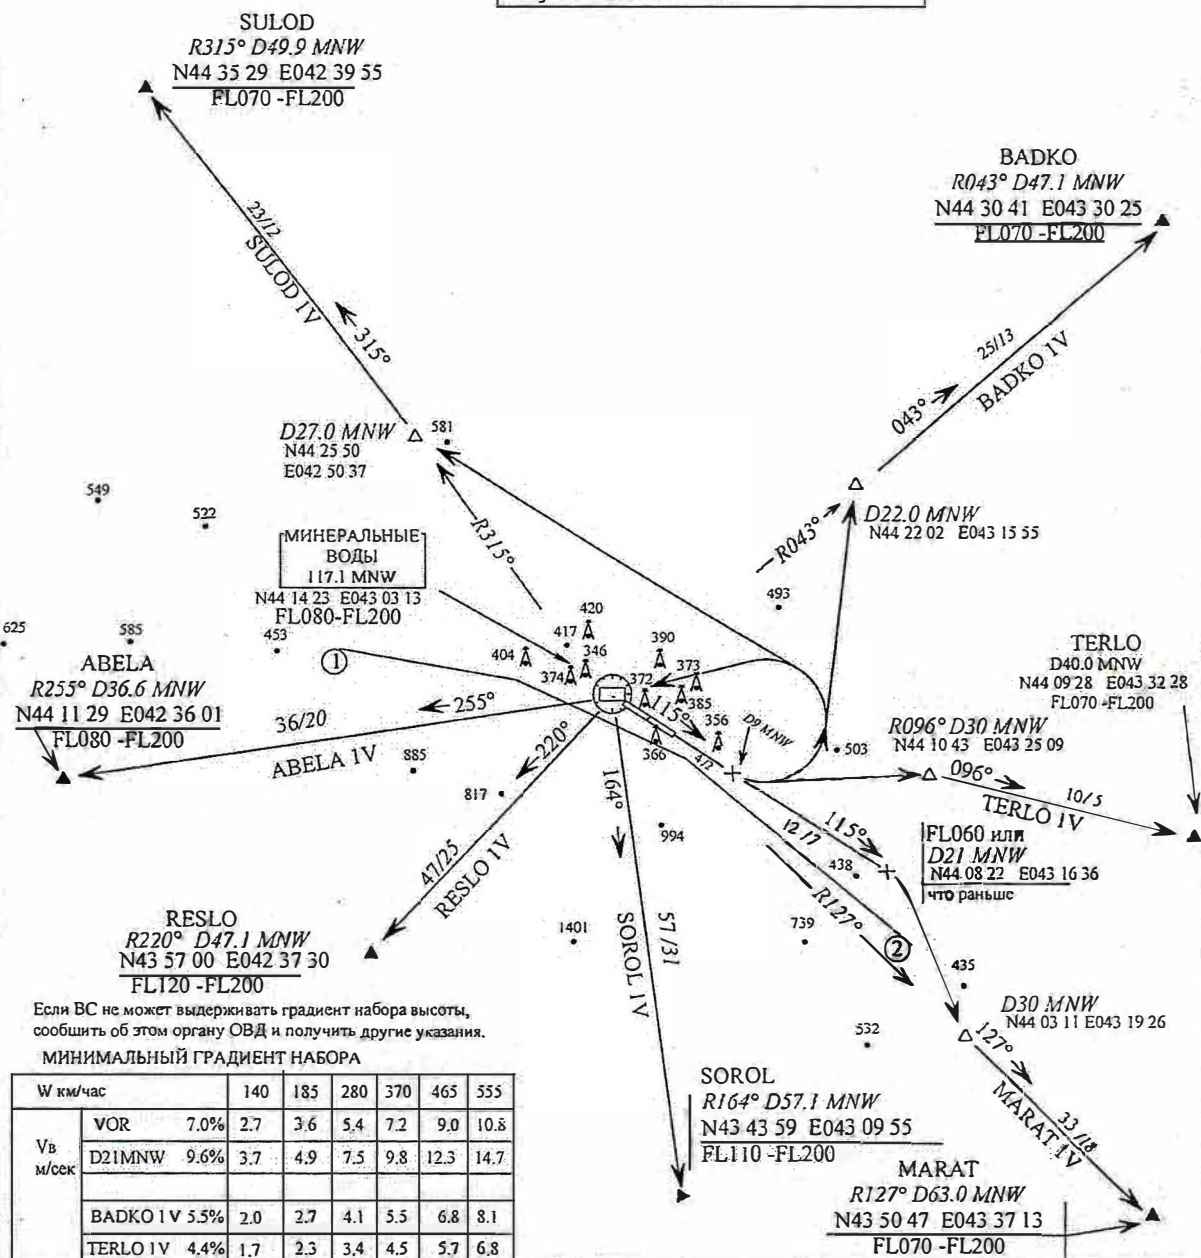 SULOD
R315° D49.9 MNW
N44 35 29 E042 39 55
FL070 -FL200
BADKO
R043° D47.1 MNW
N44 30 41 E043 30 25
FL070 -FL200
23/12
SULOD 1V
315°
25/13
BADKO 1V
043°
D27.0 MNW
N44 25 50
E042 50 37
581
549
522
R315°
R043°
D22.0 MNW
N44 22 02 E043 15 55
МИНЕРАЛЬНЫЕ
ВОДЫ
117.1 MNW
N44 14 23 E043 03 13
FL080-FL200
493
420
417
390
404
346
374
372
373
385
625
585
453
1
ABELA
R255° D36.6 MNW
N44 11 29 E042 36 01
FL080 -FL200
TERLO
D40.0 MNW
N44 09 28 E043 32 28
FL070 -FL200
36/20
255°
ABELA 1V
220°
115°
356
D9 MNW
366
4/2
503
R096° D30 MNW
N44 10 43 E043 25 09
096°
10/5
TERLO 1V
885
817
164°
994
12/7
115°
438
FL060 или
D21 MNW
N44 08 22 E043 16 36
что раньше
47/25
RESLO 1V
R127°
RESLO
R220° D47.1 MNW
N43 57 00 E042 37 30
FL120 -FL200
1401
57/31
SOROL 1V
739
2
435
D30 MNW
N44 03 11 E043 19 26
532
127°
33/18
MARAT 1V
Если ВС не может выдерживать градиент набора высоты,
сообщить об этом органу ОВД и получить другие указания.
МИНИМАЛЬНЫЙ ГРАДИЕНТ НАБОРА
W км/час 140 185 280 370 465 555
Vв м/сек
VOR 7.0% 2.7 3.6 5.4 7.2 9.0 10.8
D21MNW 9.6% 3.7 4.9 7.5 9.8 12.3 14.7
BADKO 1V 5.5% 2.0 2.7 4.1 5.5 6.8 8.1
TERLO 1V 4.4% 1.7 2.3 3.4 4.5 5.7 6.8
SOROL
R164° D57.1 MNW
N43 43 59 E043 09 55
FL110 -FL200
MARAT
R127° D63.0 MNW
N43 50 47 E043 37 13
FL070 -FL200